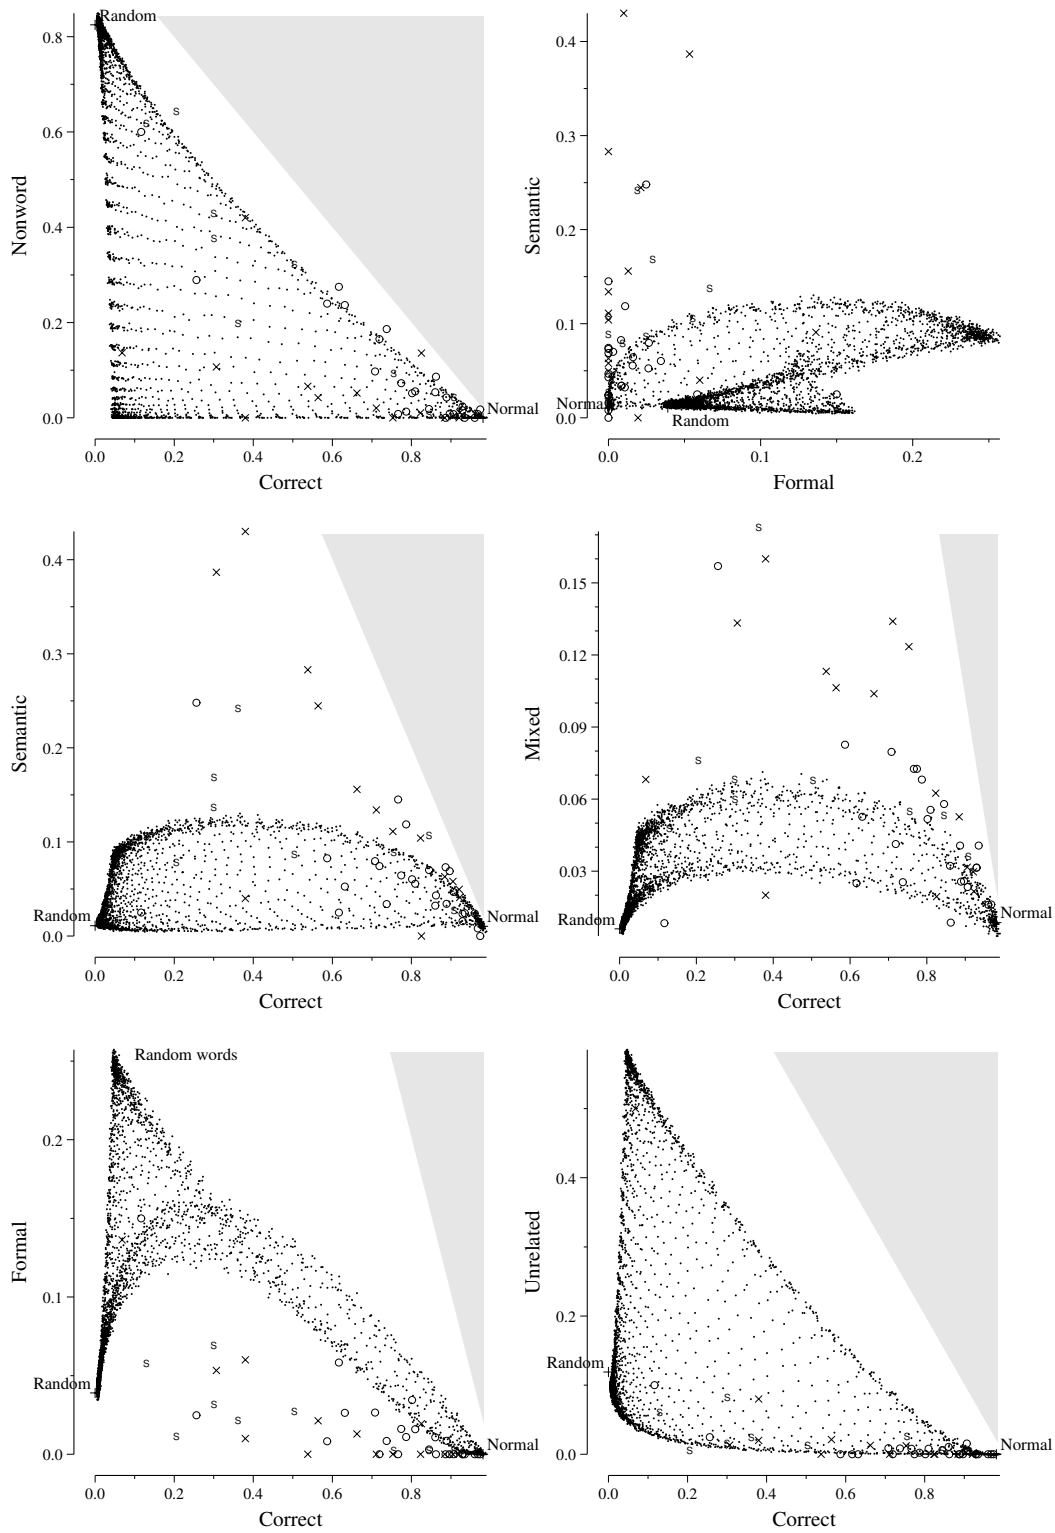 Random
0.8
0.6
0.4
0.2
0.0
Nonword
Normal
0.0 0.2 0.4 0.6 0.8
Correct
0.4
0.3
0.2
0.1
0.0
Semantic
Normal
Random
0.0 0.1 0.2
Formal
0.4
0.3
0.2
0.1
0.0
Semantic
Random
Normal
0.0 0.2 0.4 0.6 0.8
Correct
0.15
0.12
0.09
0.06
0.03
Mixed
Random
Normal
0.0 0.2 0.4 0.6 0.8
Correct
Random words
0.2
0.1
0.0
Formal
Random
Normal
0.0 0.2 0.4 0.6 0.8
Correct
0.4
0.2
0.0
Unrelated
Random
Normal
0.0 0.2 0.4 0.6 0.8
Correct